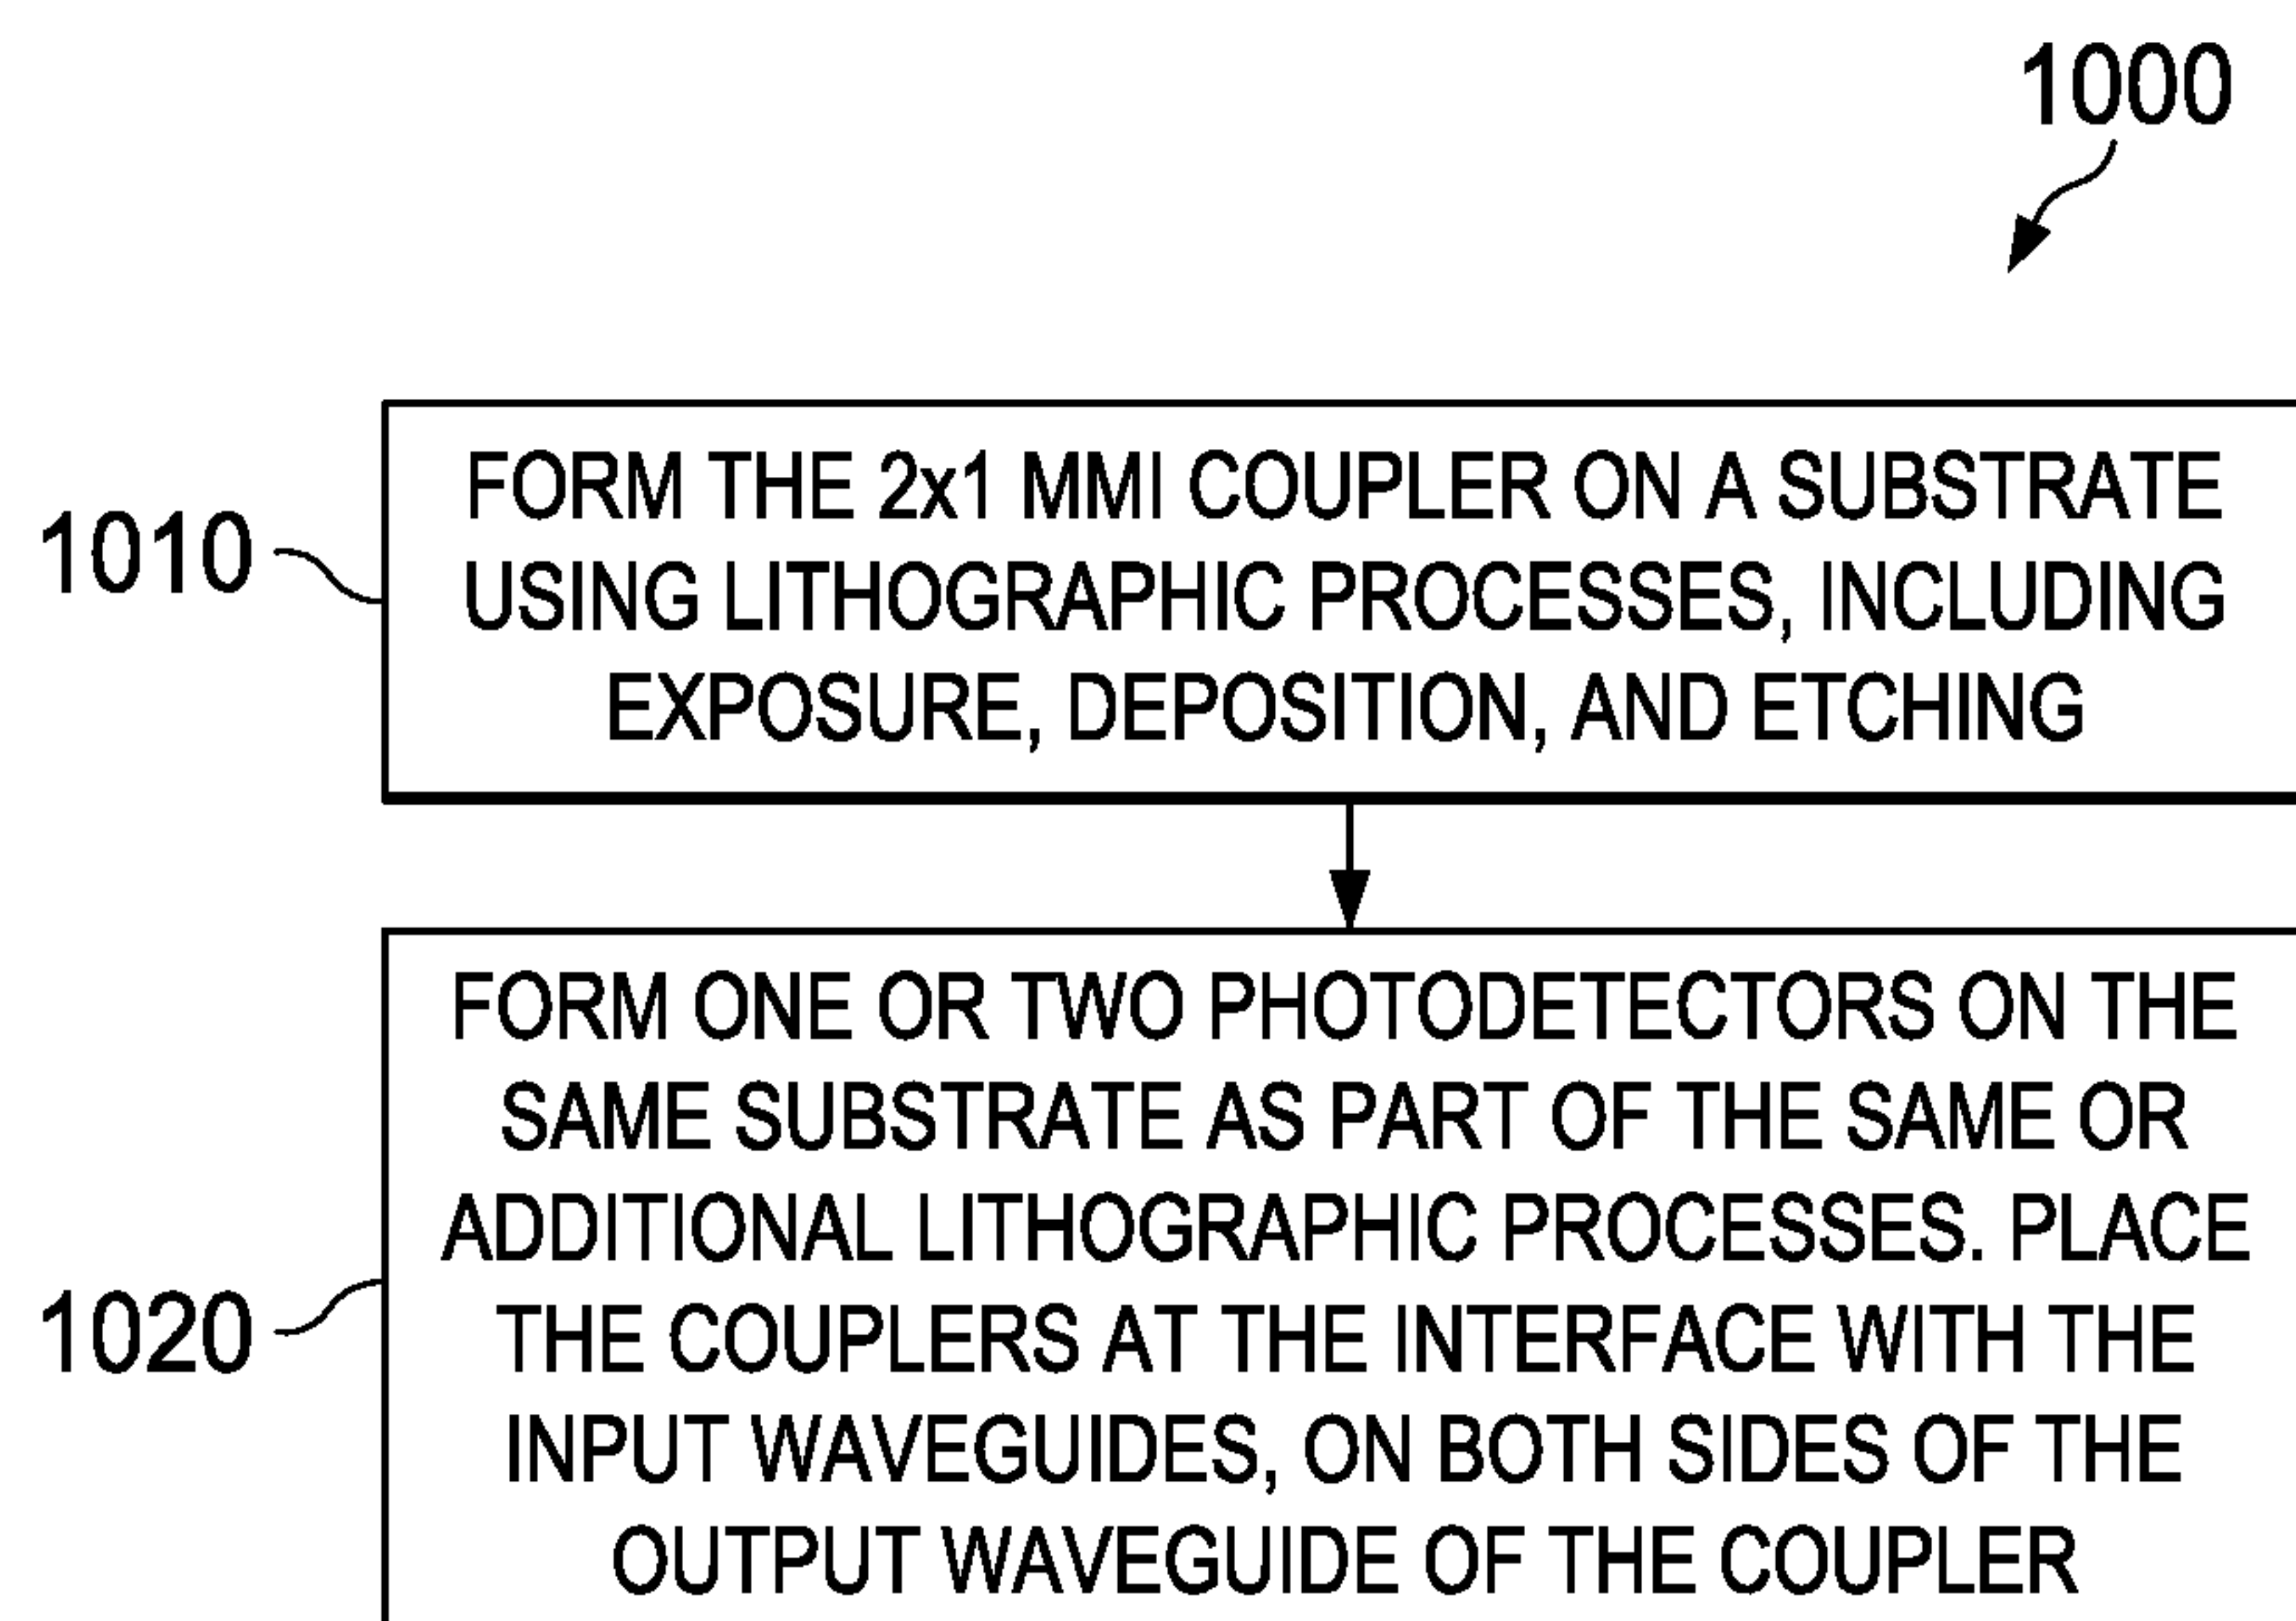 1000
1010
FORM THE 2x1 MMI COUPLER ON A SUBSTRATE
USING LITHOGRAPHIC PROCESSES, INCLUDING
EXPOSURE, DEPOSITION, AND ETCHING
1020
FORM ONE OR TWO PHOTODETECTORS ON THE
SAME SUBSTRATE AS PART OF THE SAME OR
ADDITIONAL LITHOGRAPHIC PROCESSES. PLACE
THE COUPLERS AT THE INTERFACE WITH THE
INPUT WAVEGUIDES, ON BOTH SIDES OF THE
OUTPUT WAVEGUIDE OF THE COUPLER